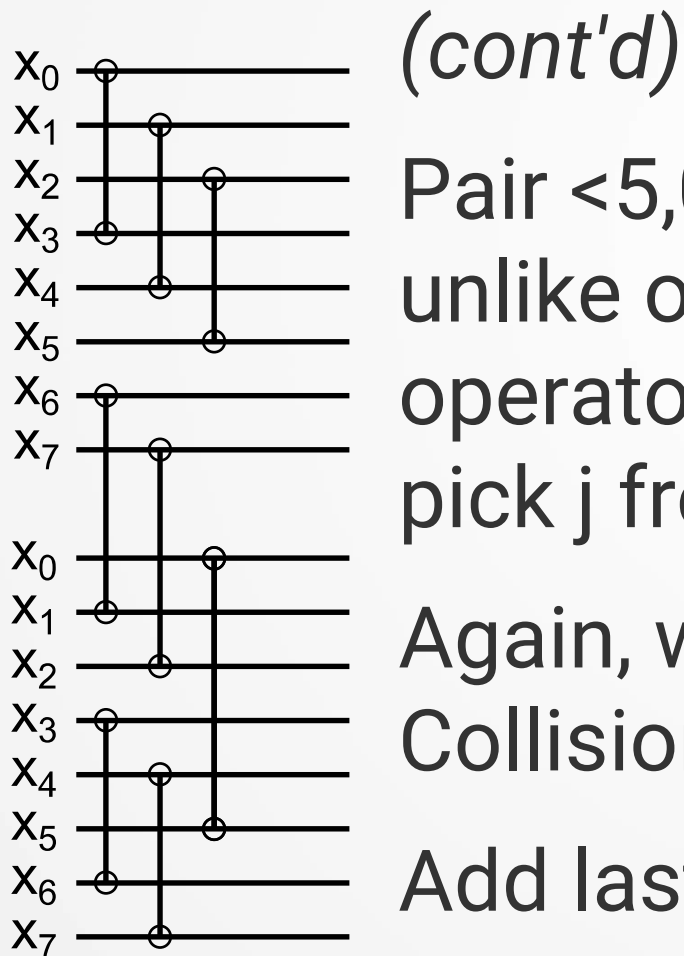 x0
x1
x2
x3
x4
x5
x6
x7
x0
x1
x2
x3
x4
x5
x6
x7
(cont'd)
Pair <5,
unlike
operato
pick j
Again,
Collisio
Add las